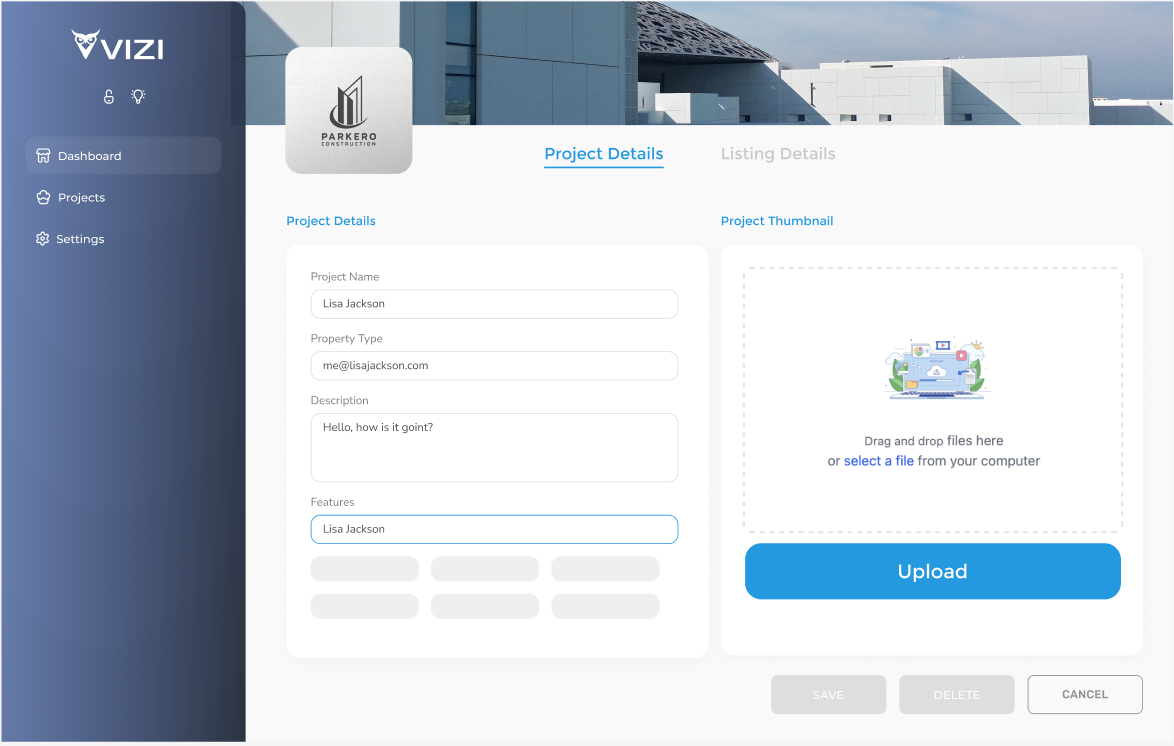 VIZI
Dashboard
Projects
Settings
PARKERO
CONSTRUCTION
Project Details
Listing Details
Project Details
Project Name
Lisa Jackson
Property Type
me@lisajackson.com
Description
Hello, how is it goint?
Features
Lisa Jackson
Project Thumbnail
Drag and drop files here
or select a file from your computer
Upload
SAVE
DELETE
CANCEL